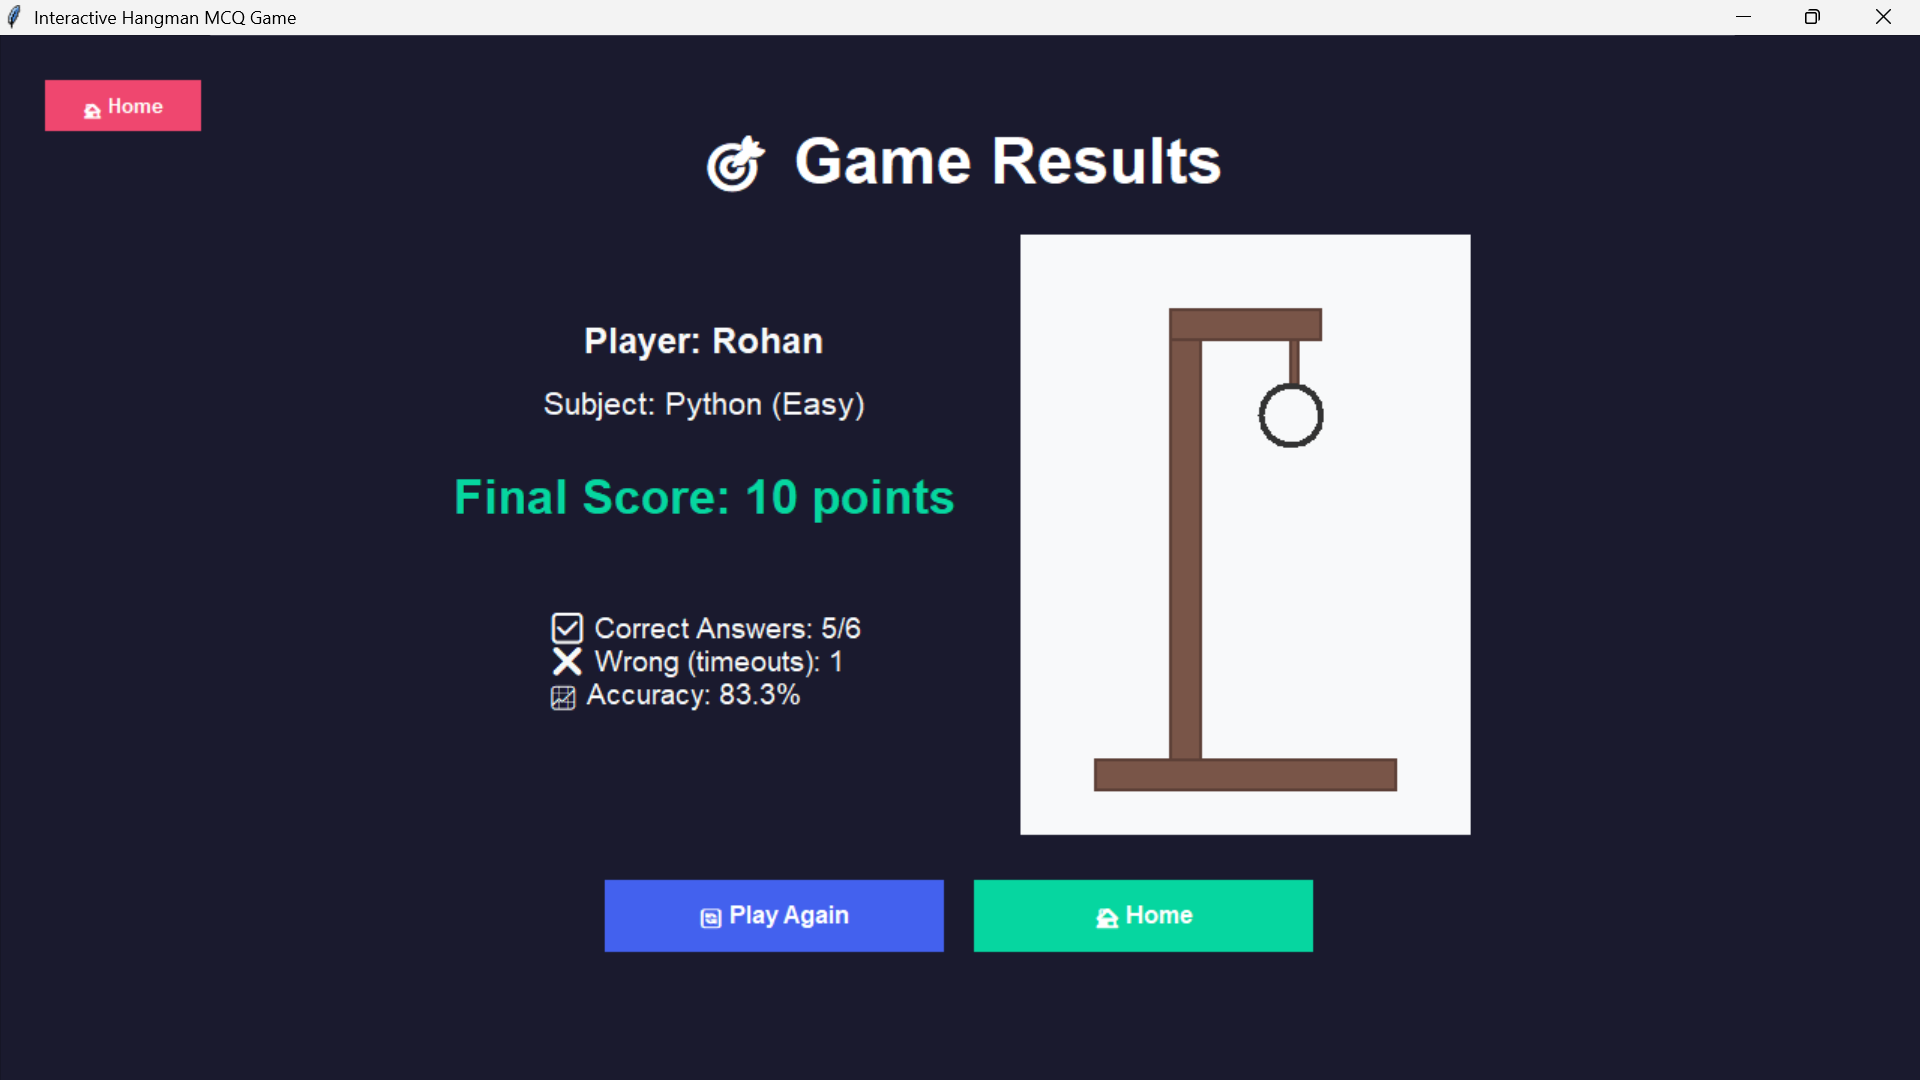 Interactive Hangman MCQ Game
Home
Game Results
Player: Rohan
Subject: Python (Easy)
Final Score: 10 points
Correct Answers: 5/6
Wrong (timeouts): 1
Accuracy: 83.3%
Play Again
Home